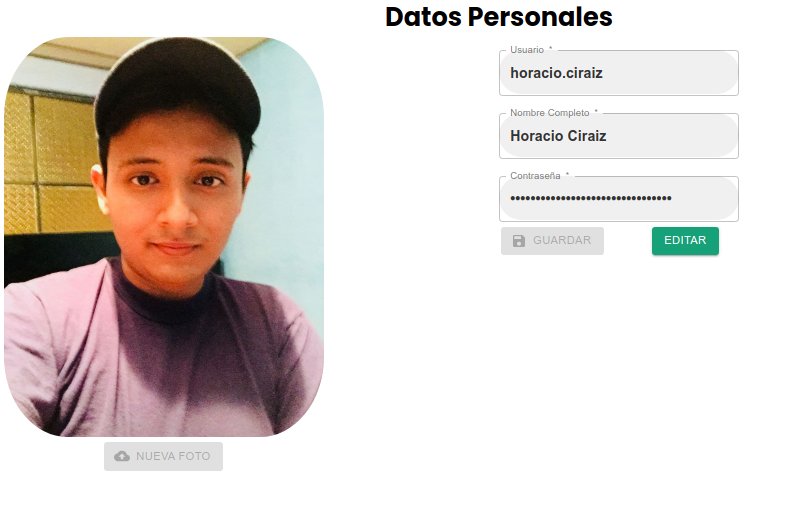 Datos Personales
Usuario *
horacio.ciraiz
Nombre Completo *
Horacio Ciraiz
Contraseña *
••••••••••••••••••••••••••••••••
GUARDAR
EDITAR
NUEVA FOTO